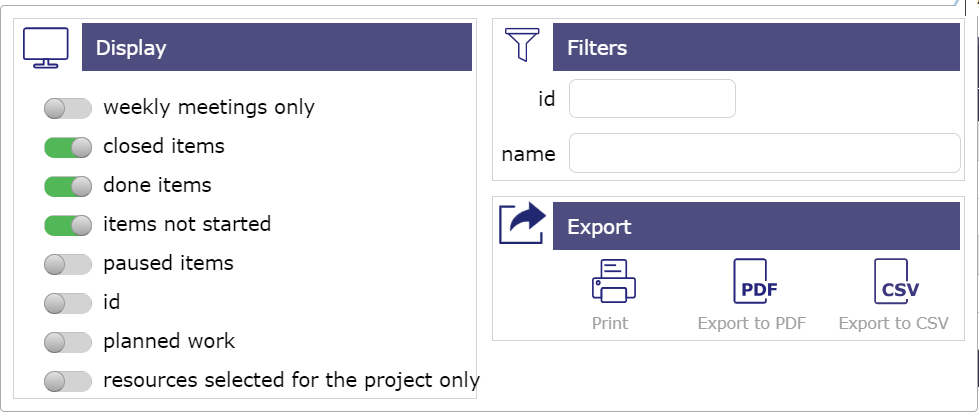 Display
weekly meetings only
closed items
done items
items not started
paused items
id
planned work
resources selected for the project only
Filters
id
name
Export
PDF
CSV
Print
Export to PDF
Export to CSV